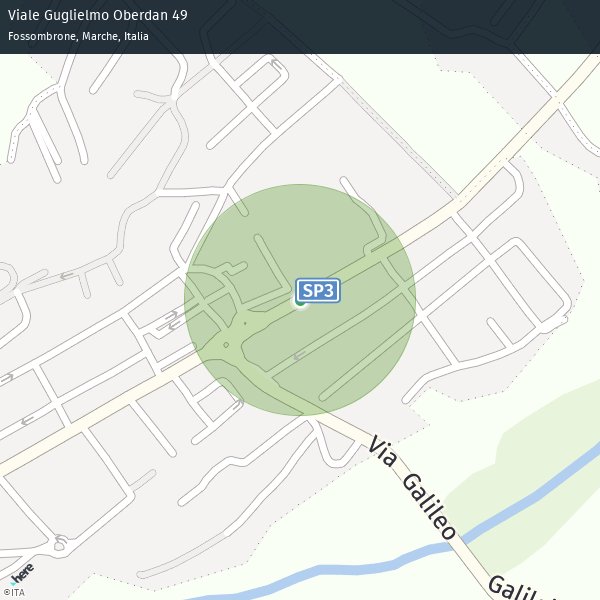 Viale Guglielmo Oberdan 49
Fossombrone, Marche, Italia
SP3
Via Galileo
here
©ITA